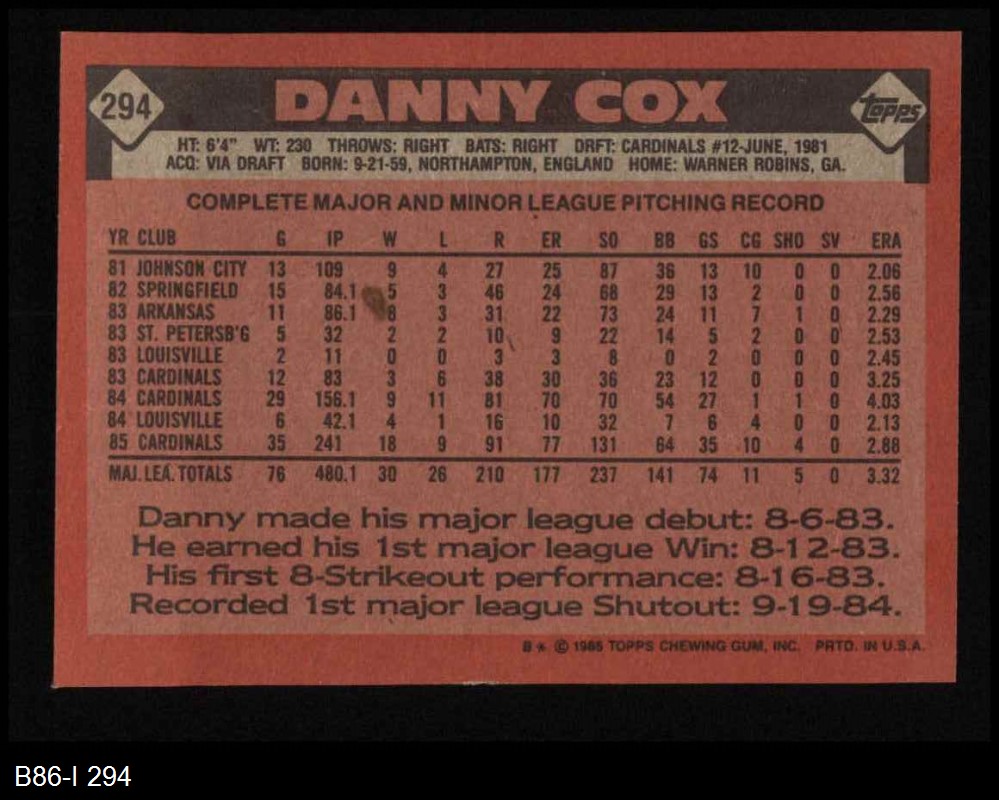 294 DANNY COX Topps
HT: 6'4" WT: 230 THROWS: RIGHT BATS: RIGHT DRFT: CARDINALS #12-JUNE, 1981
ACQ: VIA DRAFT BORN: 9-21-59, NORTHAMPTON, ENGLAND HOME: WARNER ROBINS, GA.
COMPLETE MAJOR AND MINOR LEAGUE PITCHING RECORD
YR CLUB G IP W L R ER SO BB GS CG SHO SV ERA
81 JOHNSON CITY 13 109 9 4 27 25 87 36 13 10 0 0 2.06
82 SPRINGFIELD 15 84.1 5 3 46 24 68 29 13 2 0 0 2.56
83 ARKANSAS 11 86.1 8 3 31 22 73 24 11 7 1 0 2.29
83 ST. PETERSB'G 5 32 2 2 10 9 22 14 5 2 0 0 2.53
83 LOUISVILLE 2 11 0 0 3 3 8 0 2 0 0 0 2.45
83 CARDINALS 12 83 3 6 38 30 36 23 12 0 0 0 3.25
84 CARDINALS 29 156.1 9 11 81 70 70 54 27 1 1 0 4.03
84 LOUISVILLE 6 42.1 4 1 16 10 32 7 6 4 0 0 2.13
85 CARDINALS 35 241 18 9 91 77 131 64 35 10 4 0 2.88
MAJ. LEA. TOTALS 76 480.1 30 26 210 177 237 141 74 11 5 0 3.32
Danny made his major league debut: 8-6-83.
He earned his 1st major league Win: 8-12-83.
His first 8-Strikeout performance: 8-16-83.
Recorded 1st major league Shutout: 9-19-84.
B * © 1986 TOPPS CHEWING GUM, INC. PRTD. IN U.S.A.
B86-I 294